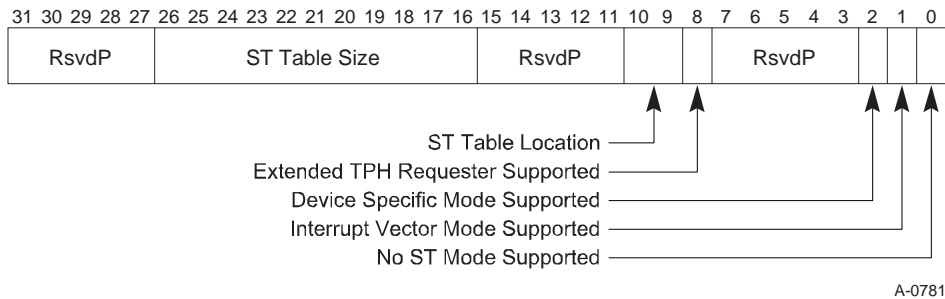 31 30 29 28 27 26 25 24 23 22 21 20 19 18 17 16 15 14 13 12 11 10 9 8 7 6 5 4 3 2 1 0
RsvdP ST Table Size RsvdP RsvdP
ST Table Location
Extended TPH Requester Supported
Device Specific Mode Supported
Interrupt Vector Mode Supported
No ST Mode Supported
A-0781